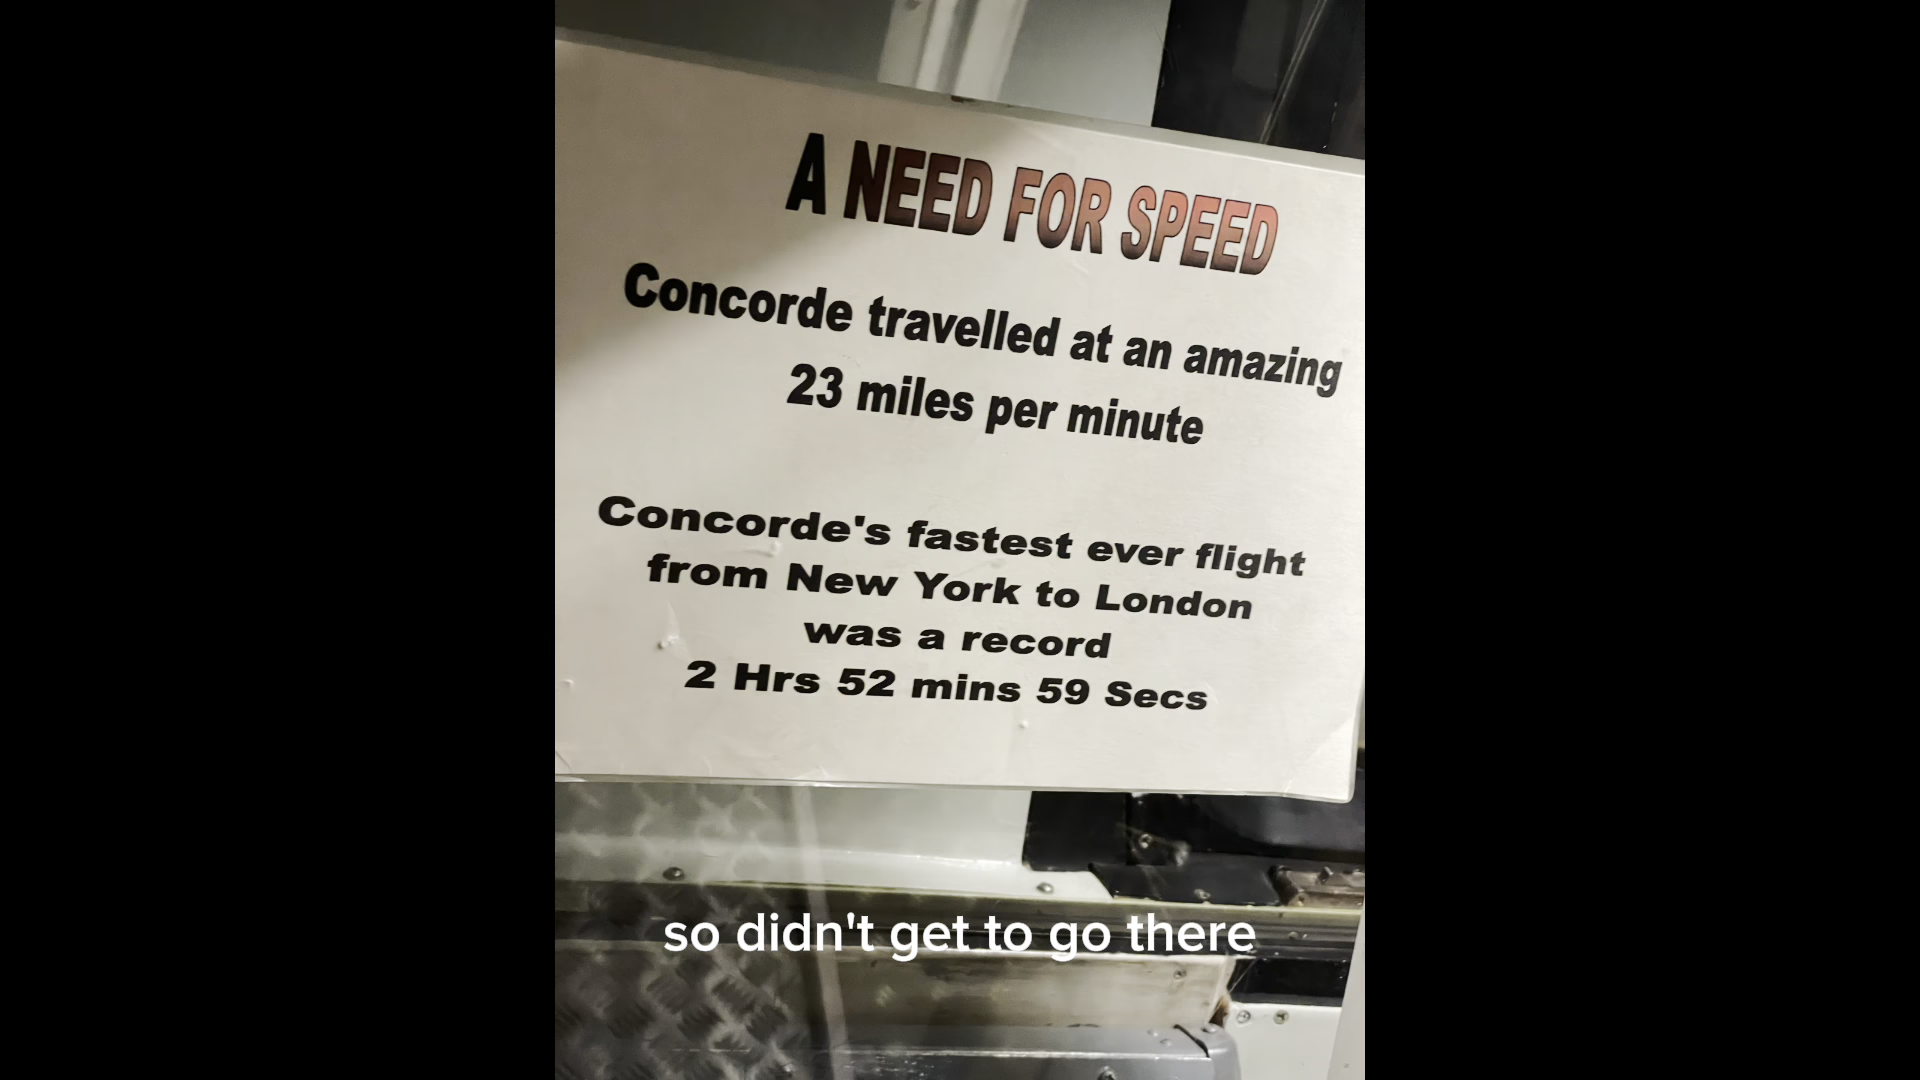 A NEED FOR SPEED
Concorde travelled at an amazing
23 miles per minute
Concorde's fastest ever flight
from New York to London
was a record
2 Hrs 52 mins 59 Secs
so didn't get to go there